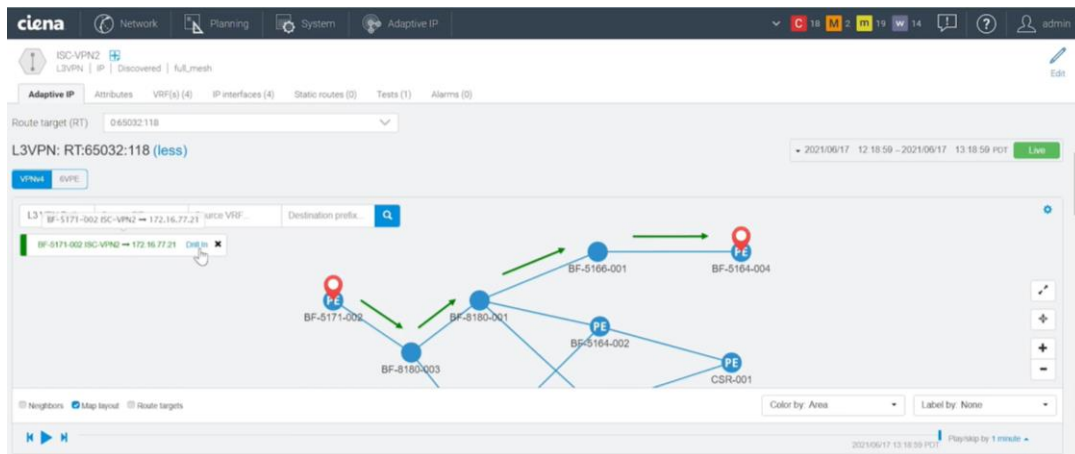 ciena Network Planning System Adaptive IP C 18 M 2 m 19 w 14 ? admin
ISC-VPN2
L3VPN | IP | Discovered | full_mesh
Edit
Adaptive IP Attributes VRF(s) (4) IP interfaces (4) Static routes (0) Tests (1) Alarms (0)
Route target (RT) 0:65032:118
L3VPN: RT:65032:118 (less)
2021/06/17 12:18:59 – 2021/06/17 13:18:59 PDT Live
VPNv4 6VPE
BF-5171-002 ISC-VPN2 → 172.16.77.21
Destination prefix...
BF-5171-002 ISC-VPN2 → 172.16.77.21 Drill In ✖
PE
BF-5166-001
BF-5164-004
PE
BF-5171-002
BF-8180-001
PE
BF-5164-002
BF-8180-003
PE
CSR-001
Neighbors Map layout Route targets
Color by: Area Label by: None
2021/06/17 13:18:59 PDT Play/skip by 1 minute